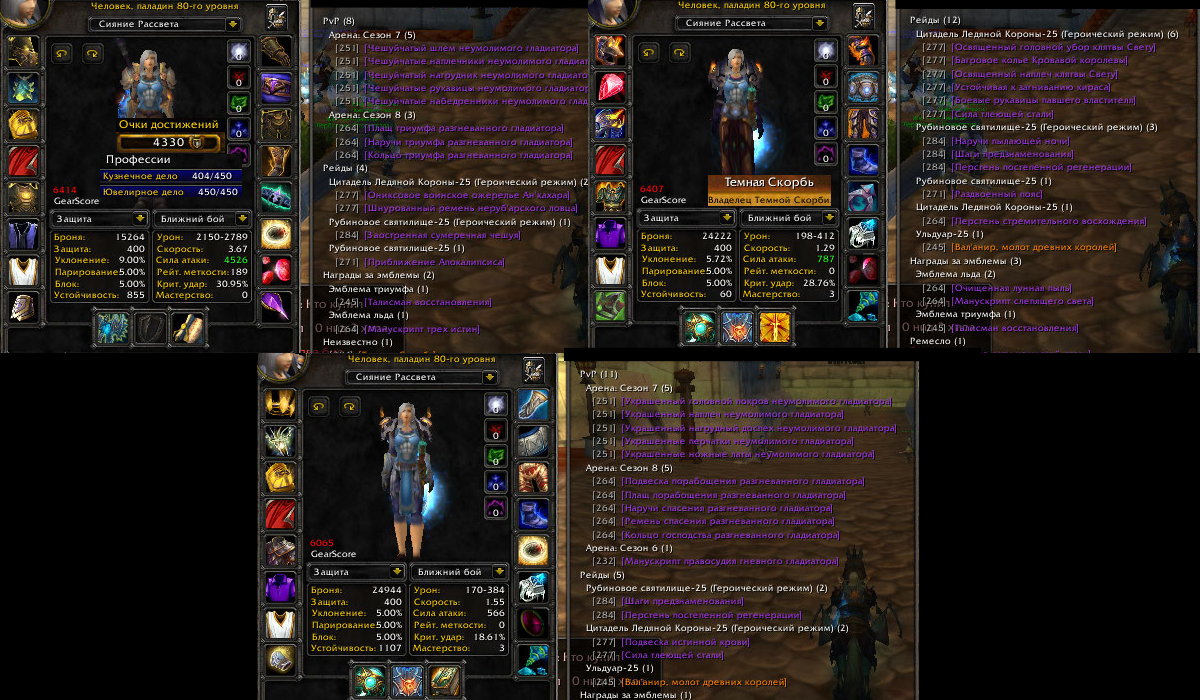 Человек, паладин 80-го уровня
Сияние Рассвета
Очки достижений
4330
Профессии
Кузнечное дело 404/450
Ювелирное дело 450/450
6414
GearScore
Защита
Ближний бой
Броня: 15264
Защита: 400
Уклонение: 9.00%
Парирование: 5.00%
Блок: 5.00%
Устойчивость: 855
Урон: 2150-2789
Скорость: 3.67
Сила атаки: 4526
Рейт. меткости: 189
Крит. удар: 30.95%
Мастерство: 0
PvP (8)
Арена: Сезон 7 (5)
[251] [Чешуйчатый шлем неумолимого гладиатора]
[251] [Чешуйчатые наплечники неумолимого гладиат
[251] [Чешуйчатый нагрудник неумолимого гладиато
[251] [Чешуйчатые рукавицы неумолимого гладиатор
[251] [Чешуйчатые набедренники неумолимого глад
Арена: Сезон 8 (3)
[264] [Плащ триумфа разгневанного гладиатора]
[264] [Наручи триумфа разгневанного гладиатора]
[264] [Кольцо триумфа разгневанного гладиатора]
Рейды (4)
Цитадель Ледяной Короны-25 (Героический режим) (2
[277] [Ониксовое воинское ожерелье Ан'кахара]
[277] [Шнурованный ремень нерубарского ловца]
Рубиновое святилище-25 (Героический режим) (1)
[284] [Заостренная сумеречная чешуя]
Рубиновое святилище-25 (1)
[271] [Приближение Апокалипсиса]
Награды за эмблемы (2)
Эмблема триумфа (1)
[245] [Талисман восстановления]
Эмблема льда (1)
[264] [Манускрипт трех истин]
Неизвестно (1)
Человек, паладин 80-го уровня
Сияние Рассвета
Темная Скорбь
Владелец Темной Скорби
6407
GearScore
Защита
Ближний бой
Броня: 24222
Защита: 400
Уклонение: 5.72%
Парирование: 5.00%
Блок: 5.00%
Устойчивость: 60
Урон: 198-412
Скорость: 1.29
Сила атаки: 787
Рейт. меткости: 0
Крит. удар: 28.76%
Мастерство: 3
Рейды (12)
Цитадель Ледяной Короны-25 (Героический режим) (6)
[277] [Освященный головной убор клятвы Свету]
[277] [Багровое колье Кровавой королевы]
[277] [Освященный наплеч клятвы Свету]
[277] [Устойчивая к загниванию кираса]
[277] [Боевые рукавицы павшего властителя]
[277] [Сила тлеющей стали]
Рубиновое святилище-25 (Героический режим) (3)
[284] [Наручи пылающей ночи]
[284] [Шаги предзнаменования]
[284] [Перстень постепенной регенерации]
Рубиновое святилище-25 (1)
[271] [Раздвоенный пояс]
Цитадель Ледяной Короны-25 (1)
[264] [Перстень стремительного восхождения]
Ульдуар-25 (1)
[245] [Вал'анир, молот древних королей]
Награды за эмблемы (3)
Эмблема льда (2)
[264] [Очищенная лунная пыль]
[264] [Манускрипт слепящего света]
Эмблема триумфа (1)
[245] [Талисман восстановления]
Ремесло (1)
Человек, паладин 80-го уровня
Сияние Рассвета
6065
GearScore
Защита
Ближний бой
Броня: 24944
Защита: 400
Уклонение: 5.00%
Парирование: 5.00%
Блок: 5.00%
Устойчивость: 1107
Урон: 170-384
Скорость: 1.55
Сила атаки: 566
Рейт. меткости: 0
Крит. удар: 18.61%
Мастерство: 3
PvP (11)
Арена: Сезон 7 (5)
[251] [Украшенный головной покров неумолимого гладиатора]
[251] [Украшенный наплеч неумолимого гладиатора]
[251] [Украшенный нагрудный доспех неумолимого гладиатора]
[251] [Украшенные перчатки неумолимого гладиатора]
[251] [Украшенные ножные латы неумолимого гладиатора]
Арена: Сезон 8 (5)
[264] [Подвеска порабощения разгневанного гладиатора]
[264] [Плащ порабощения разгневанного гладиатора]
[264] [Наручи спасения разгневанного гладиатора]
[264] [Ремень спасения разгневанного гладиатора]
[264] [Кольцо господства разгневанного гладиатора]
Арена: Сезон 6 (1)
[232] [Манускрипт правосудия гневного гладиатора]
Рейды (5)
Рубиновое святилище-25 (Героический режим) (2)
[284] [Шаги предзнаменования]
[284] [Перстень постепенной регенерации]
Цитадель Ледяной Короны-25 (Героический режим) (2)
[277] [Подвеска истинной крови]
[277] [Сила тлеющей стали]
Ульдуар-25 (1)
[245] [Вал'анир, молот древних королей]
Награды за эмблемы (1)